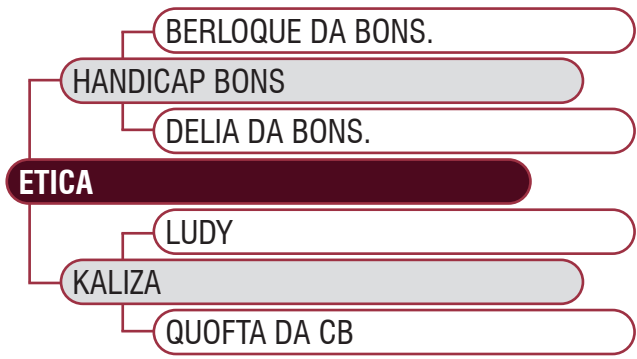 BERLOQUE DA BONS.
HANDICAP BONS
DELIA DA BONS.
ETICA
LUDY
KALIZA
QUOFTA DA CB